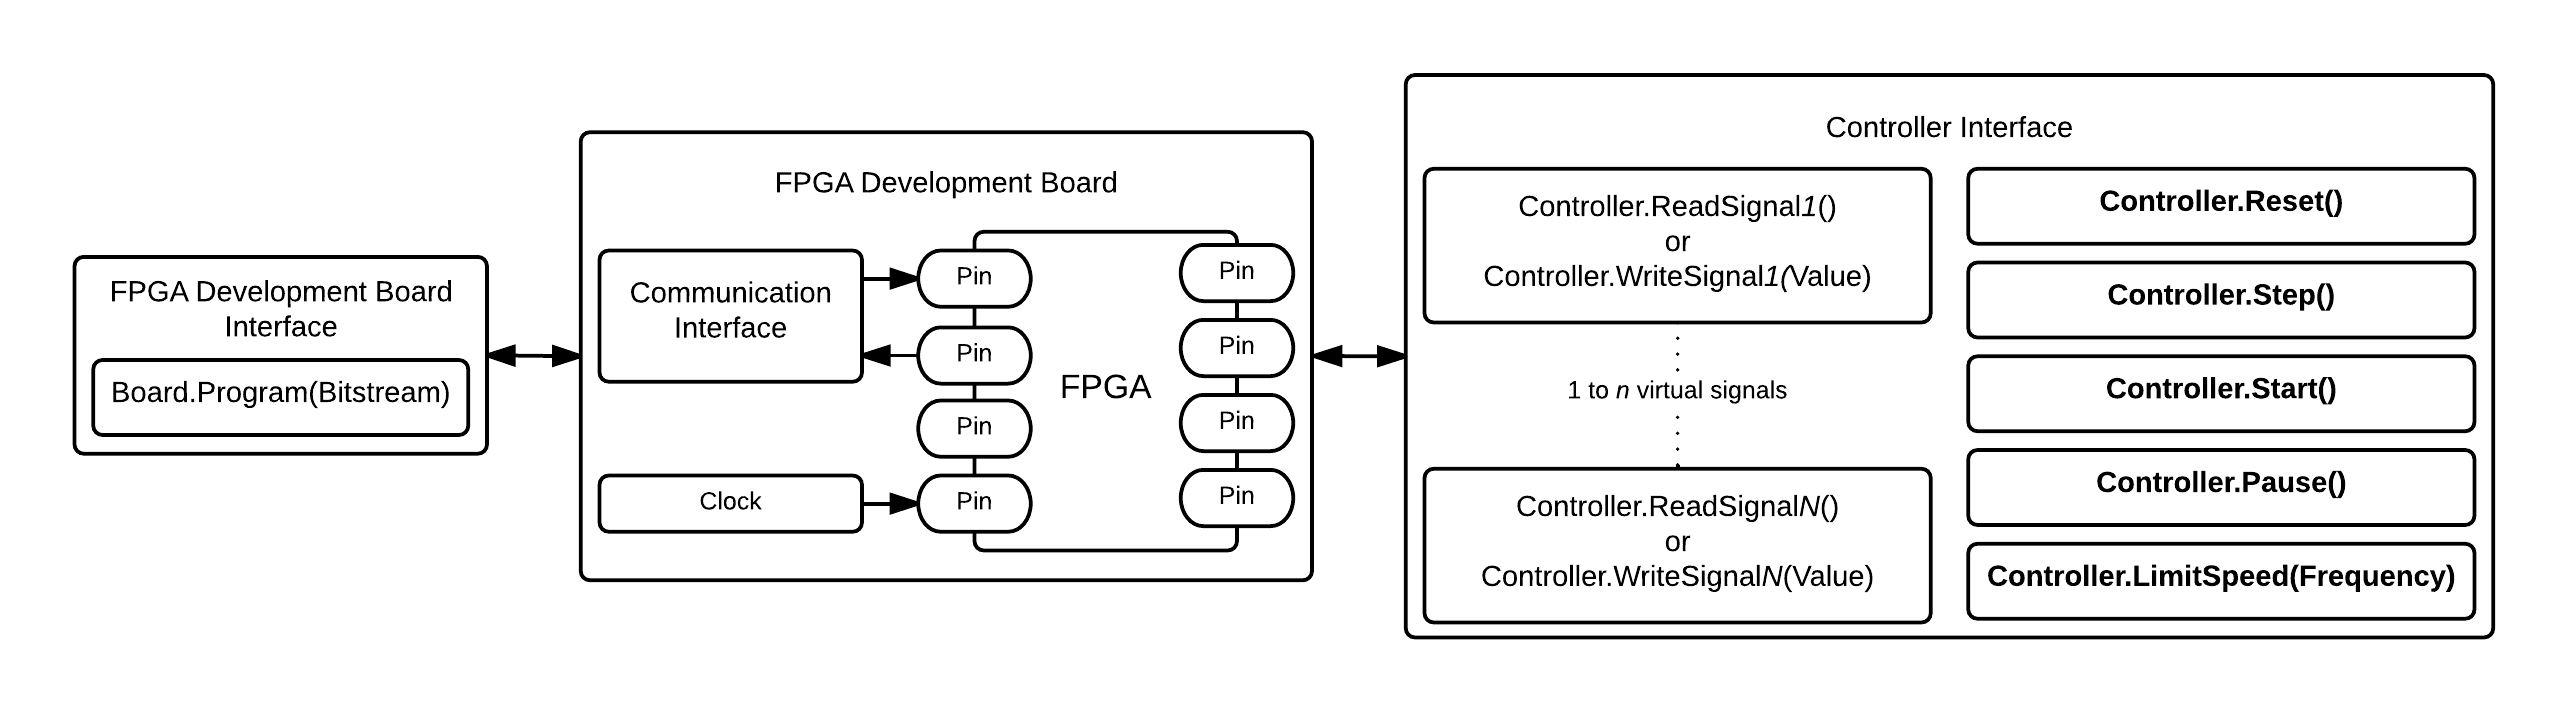 FPGA Development Board
Interface
Board.Program(Bitstream)
FPGA Development Board
Communication
Interface
Clock
Pin
Pin
Pin
Pin
FPGA
Pin
Pin
Pin
Pin
Controller Interface
Controller.ReadSignal1()
or
Controller.WriteSignal1(Value)
1 to n virtual signals
Controller.ReadSignalN()
or
Controller.WriteSignalN(Value)
Controller.Reset()
Controller.Step()
Controller.Start()
Controller.Pause()
Controller.LimitSpeed(Frequency)